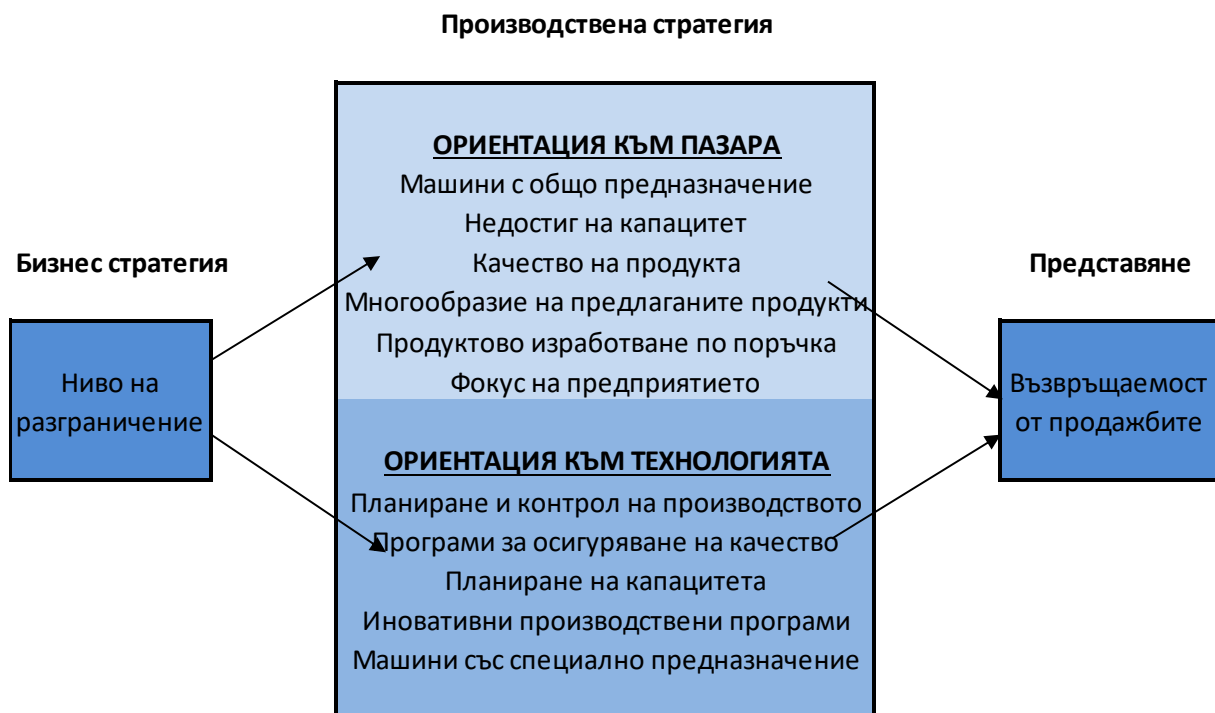 Производствена стратегия
ОРИЕНТАЦИЯ КЪМ ПАЗАРА
Машини с общо предназначение
Недостиг на капацитет
Качество на продукта
Многообразие на предлаганите продукти
Продуктово изработване по поръчка
Фокус на предприятието
Бизнес стратегия
Ниво на
разграничение
Представяне
Възвръщаемост
от продажбите
ОРИЕНТАЦИЯ КЪМ ТЕХНОЛОГИЯТА
Планиране и контрол на производството
Програми за осигуряване на качество
Планиране на капацитета
Иновативни производствени програми
Машини със специално предназначение